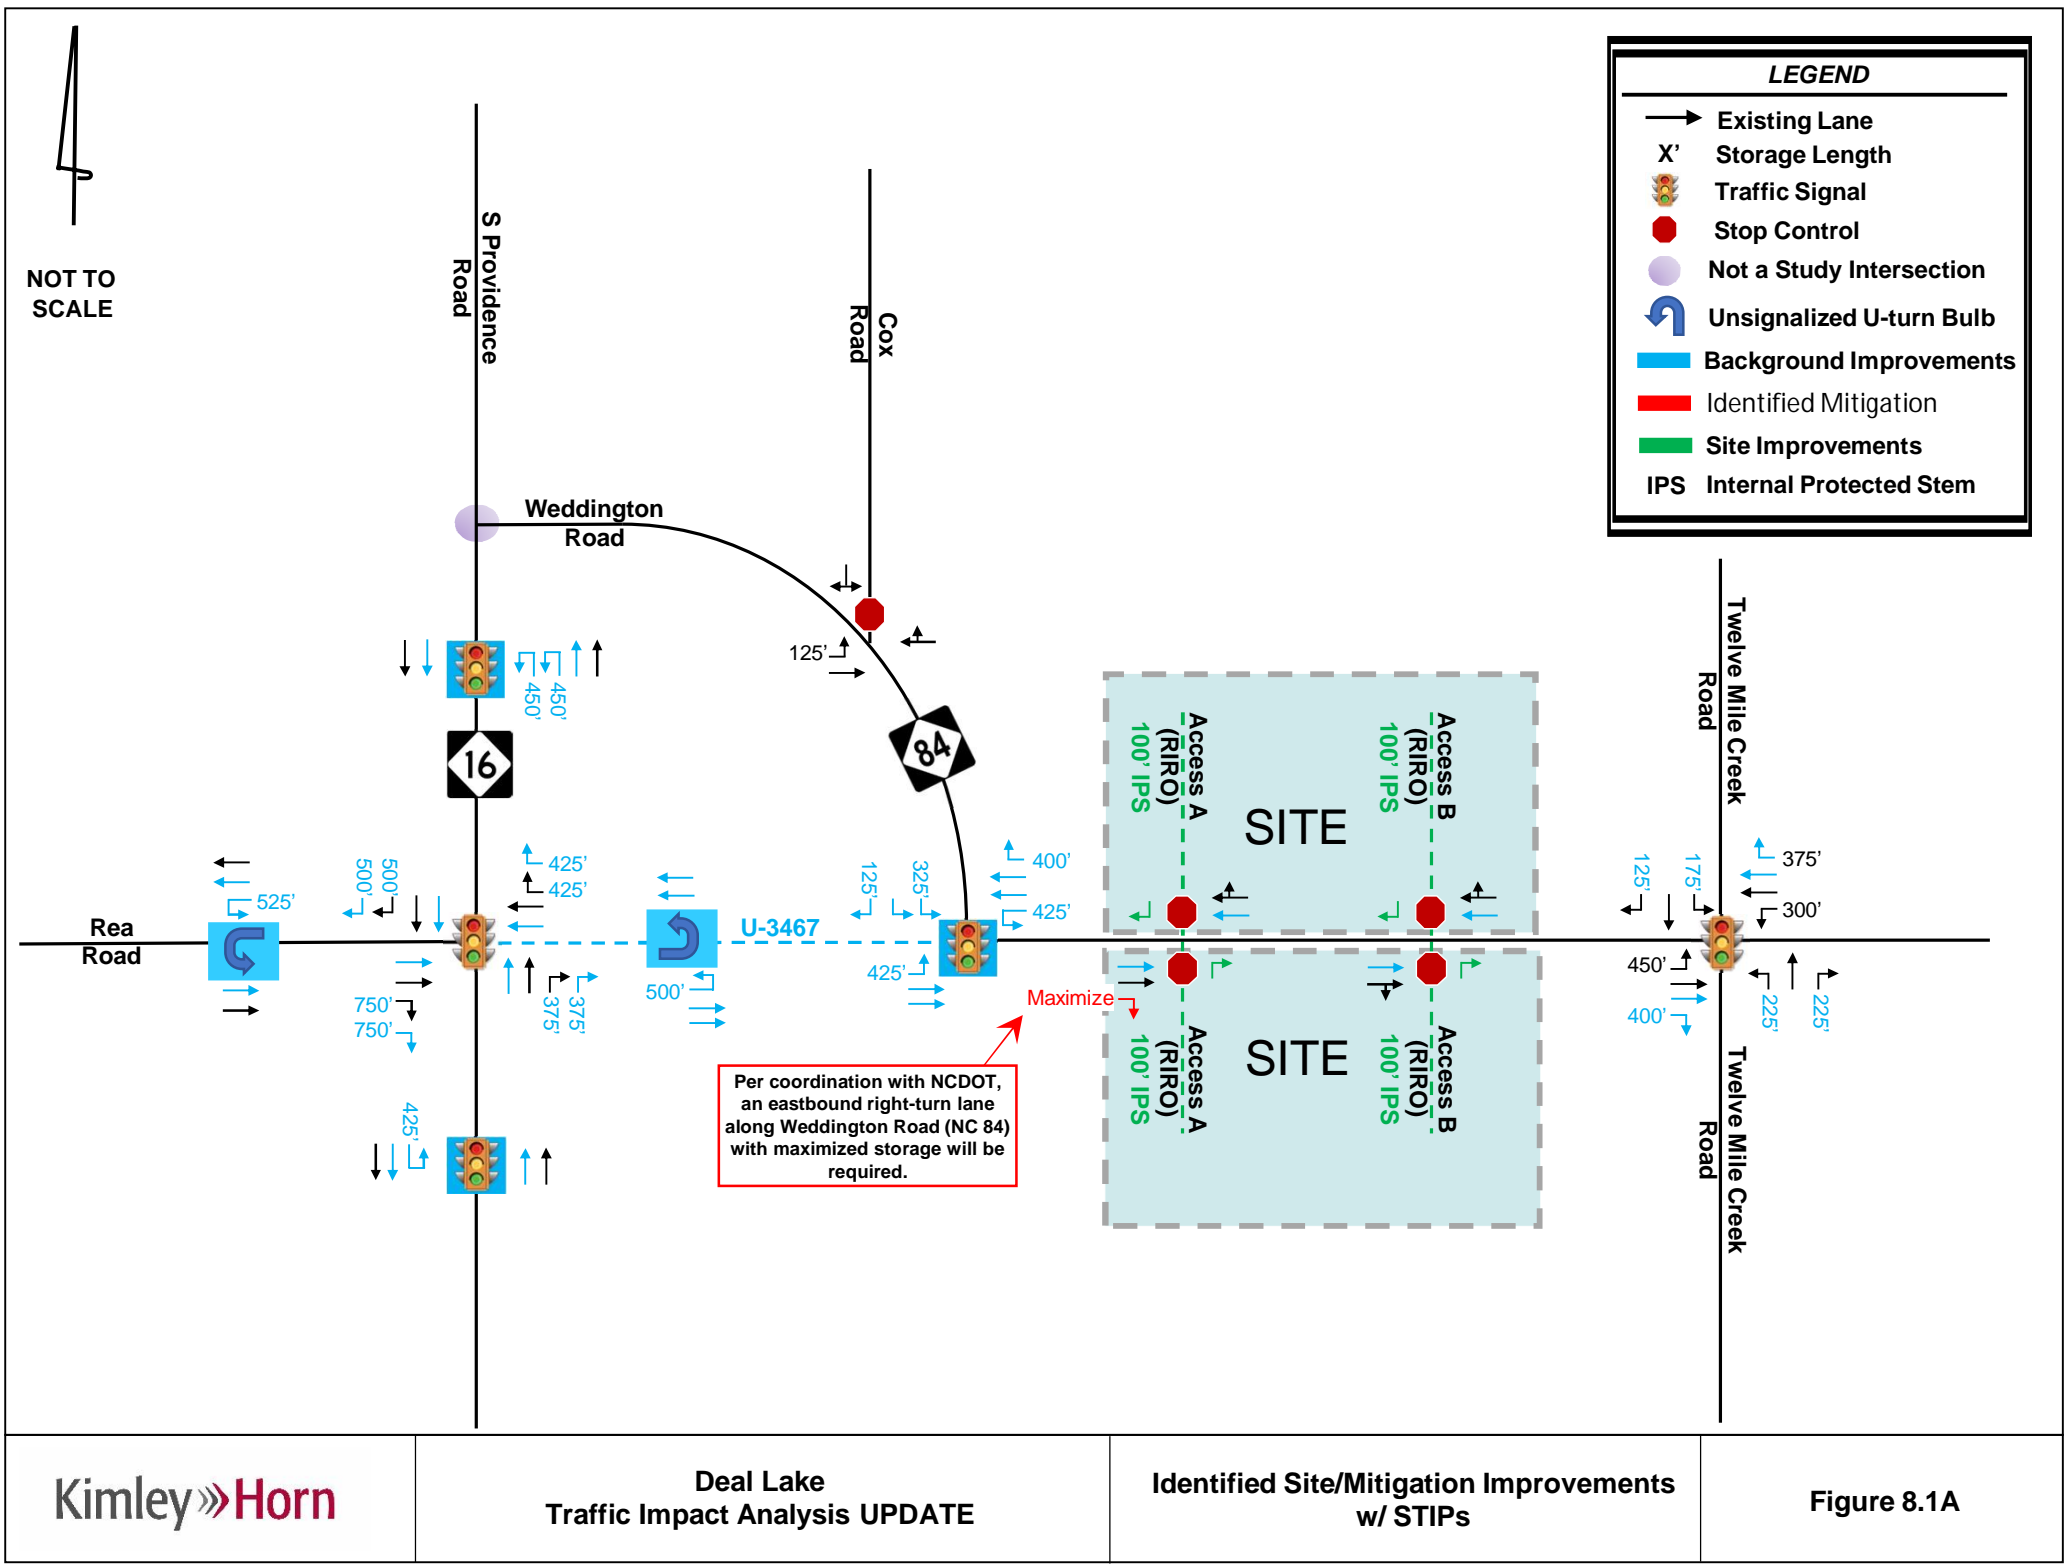 LEGEND
Existing Lane
X' Storage Length
Traffic Signal
Stop Control
Not a Study Intersection
Unsignalized U-turn Bulb
Background Improvements
Identified Mitigation
Site Improvements
IPS Internal Protected Stem
NOT TO
SCALE
S Providence
Road
Cox
Road
Weddington
Road
125'
450'
450'
16
84
Twelve Mile Creek
Road
Access A
(RIRO)
100' IPS
Access B
(RIRO)
100' IPS
SITE
525'
500'
500'
425'
425'
125'
325'
400'
425'
125'
175'
375'
300'
Rea
Road
U-3467
750'
750'
375'
375'
500'
425'
Maximize
450'
400'
225'
225'
Access A
(RIRO)
100' IPS
Access B
(RIRO)
100' IPS
SITE
Twelve Mile Creek
Road
Per coordination with NCDOT,
an eastbound right-turn lane
along Weddington Road (NC 84)
with maximized storage will be
required.
425'
Kimley»Horn
Deal Lake
Traffic Impact Analysis UPDATE
Identified Site/Mitigation Improvements
w/ STIPs
Figure 8.1A